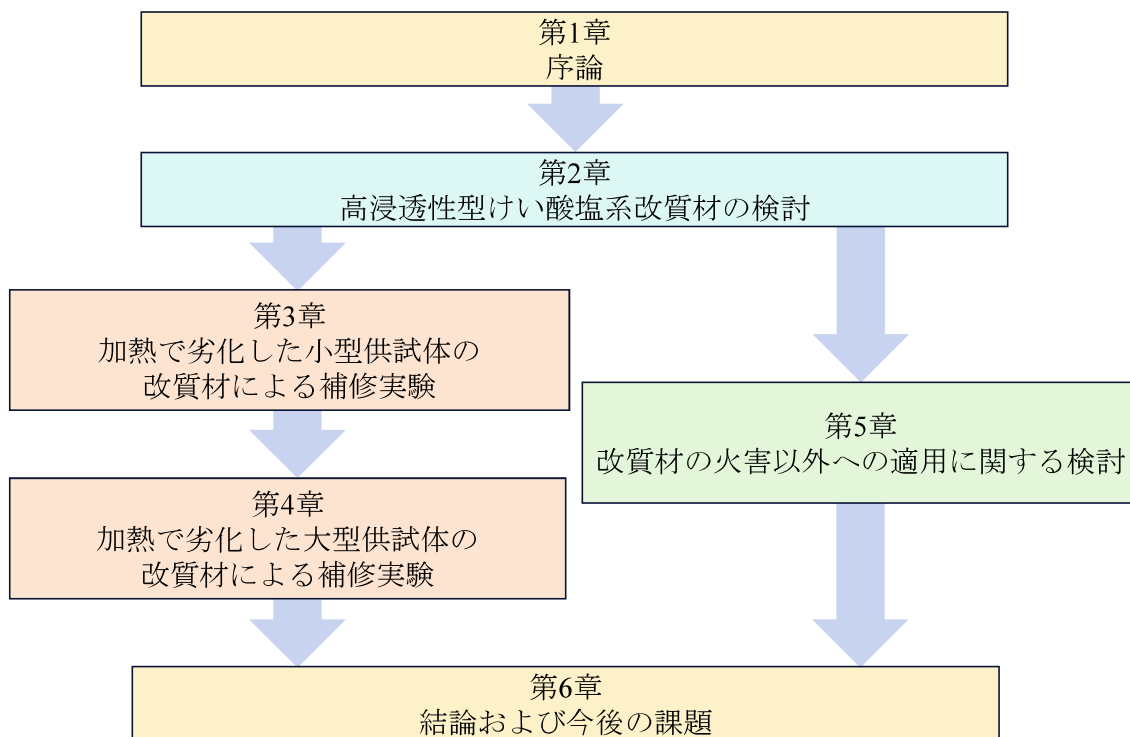 第1章
序論
第2章
高浸透性型けい酸塩系改質材の検討
第3章
加熱で劣化した小型供試体の
改質材による補修実験
第4章
加熱で劣化した大型供試体の
改質材による補修実験
第5章
改質材の火害以外への適用に関する検討
第6章
結論および今後の課題